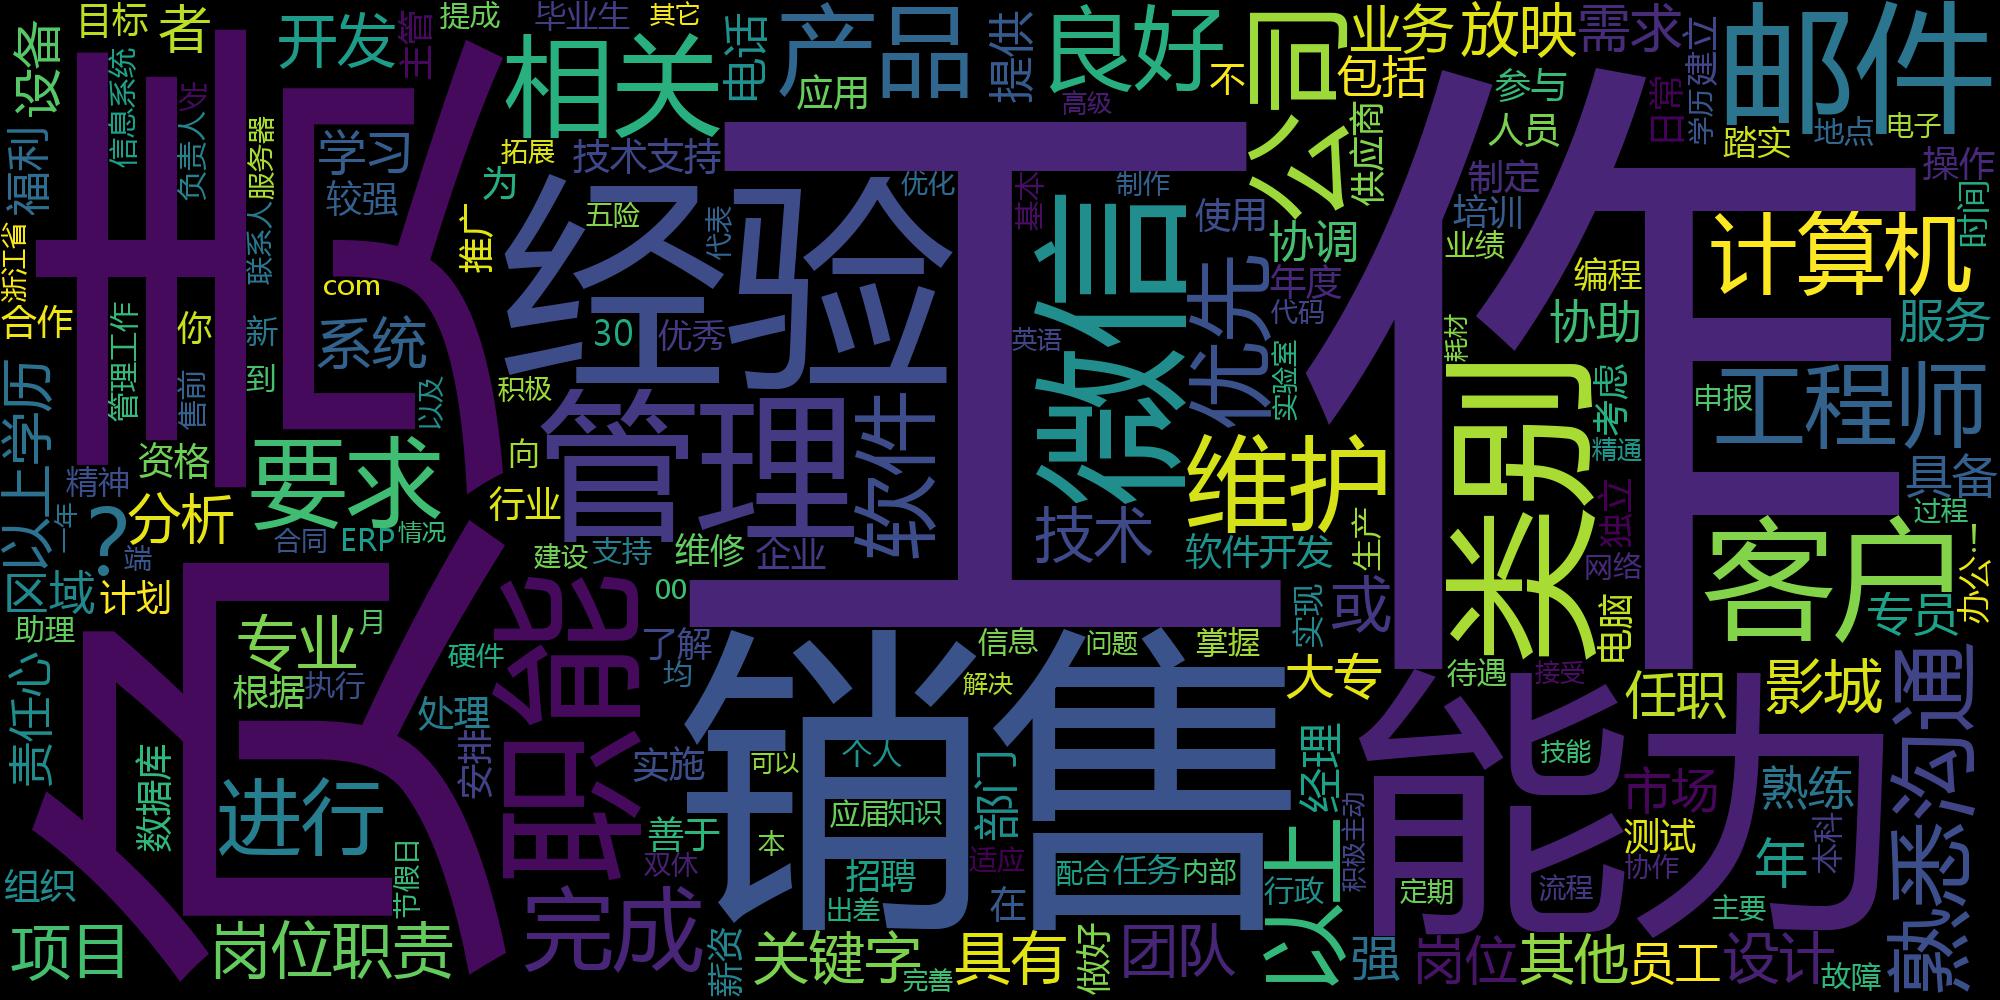 目标
者
开发
主管
提成
毕业生
其它
电话
产品
提供
良好
公司
业务
放映
需求
建立
邮件
设备
信息系统
岁
相关
应用
高级
不
包括
参与
日常
学历
人员
踏实
地点
电子
福利
负责人
服务器
学习
较强
拓展
技术支持
为
工作
优化
基本
制作
供应商
制定
培训
操作
时间
浙江省
负责
联系人
推广
经验
五险
代表
微信
使用
协调
业绩
计算机
合作
管理工作
你
新
com
系统
30
优秀
英语
优先
年度
代码
编程
协助
服务
售前
到
以及
积极
管理
软件
实验室
耗材
类别
考虑
申报
工程师
以上学历
精神
资格
要求
向
行业
维护
精通
具备
一年
?
端
分析
合同
ERP
情况
建设
支持
维修
企业
技术
软件开发
生产
独立
网络
客户
过程
办公
!
区域
计划
00
职能
实现
或
电脑
专员
助理
专业
月
硬件
了解
均
销售
信息
问题
掌握
大专
待遇
接受
任职
影城
熟悉
沟通
责任心
根据
执行
处理
解决
能力
数据库
进行
安排
实施
可以
个人
部门
经理
技能
市场
熟练
善于
双休
本
应届
知识
适应
以上
积极主动
测试
协作
年
本科
组织
节假日
完成
招聘
出差
配合
任务
内部
在
行政
定期
流程
主要
项目
岗位职责
薪资
关键字
完善
具有
做好
团队
强
岗位
其他
员工
设计
故障